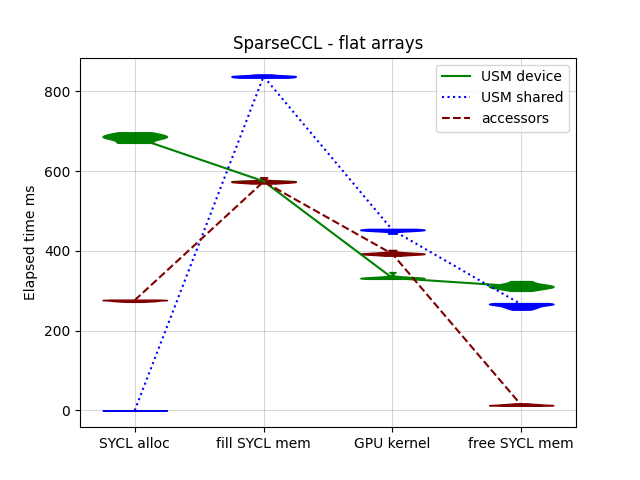 SparseCCL - flat arrays
USM device
USM shared
accessors
Elapsed time ms
800
600
400
200
0
SYCL alloc
fill SYCL mem
GPU kernel
free SYCL mem